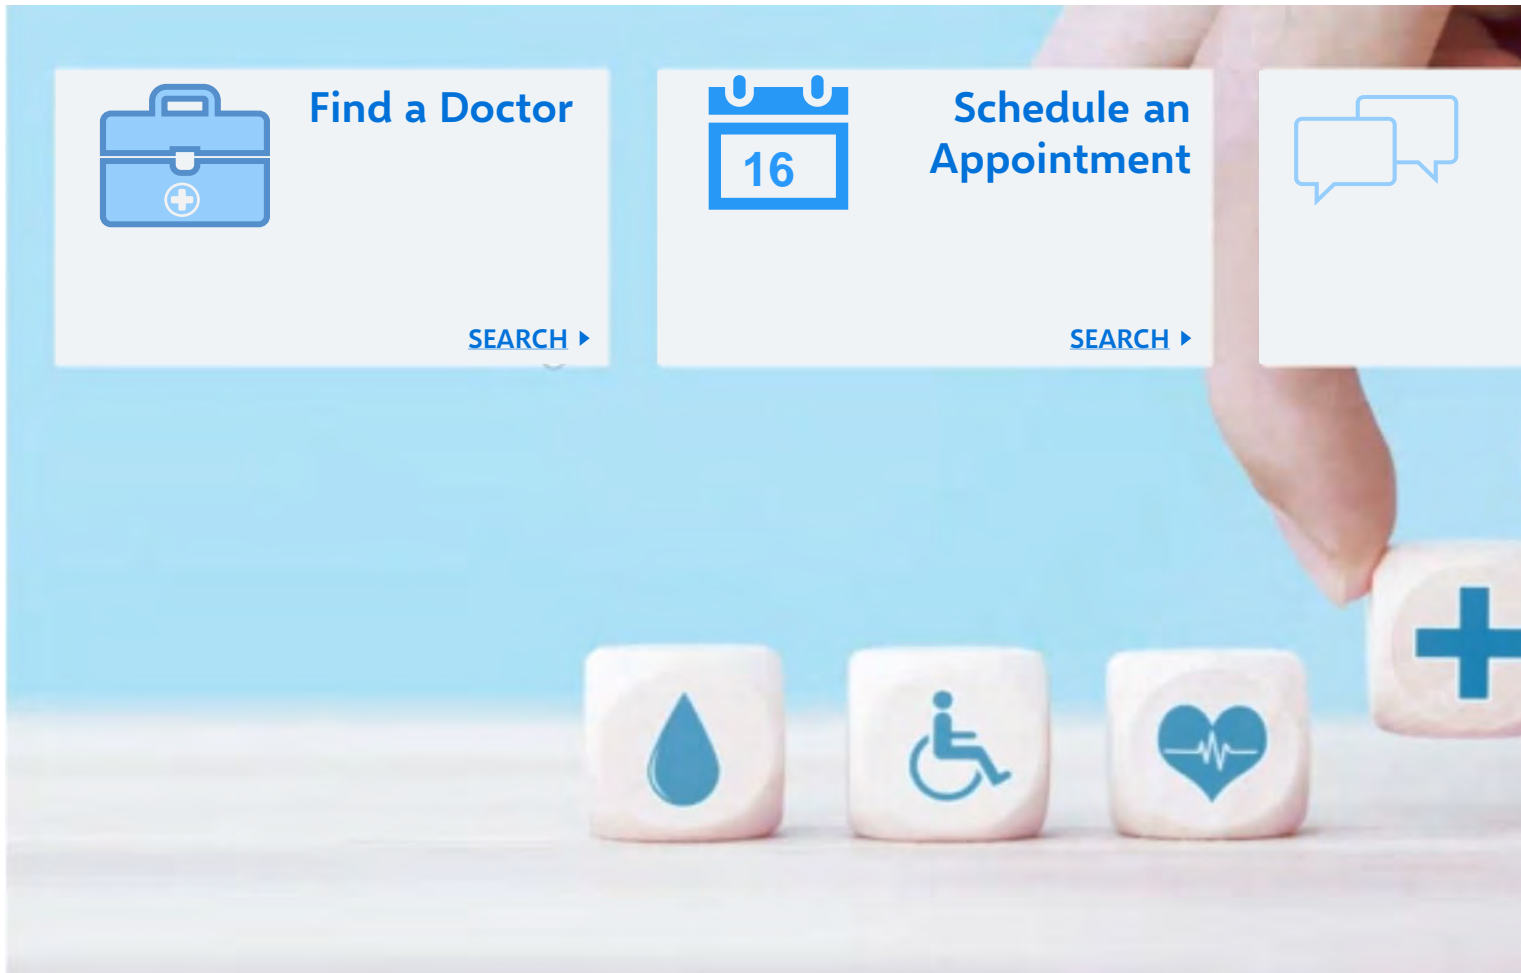 Find a Doctor
SEARCH
16
Schedule an
Appointment
SEARCH